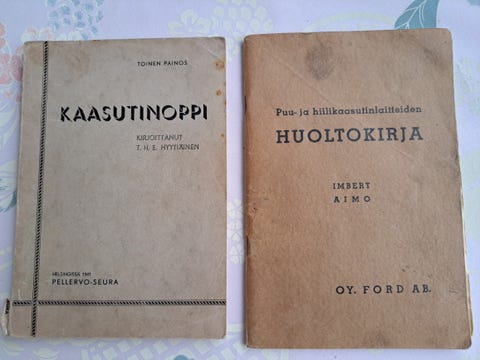 TOINEN PAINOS
KAASUTINOPPI
KIRJOITTANUT
T. H. E. HYYTIÄINEN
HELSINGISSÄ 1941
PELLERVO-SEURA
Puu- ja hiilikaasutinlaitteiden
HUOLTOKIRJA
IMBERT
AIMO
OY. FORD AB.